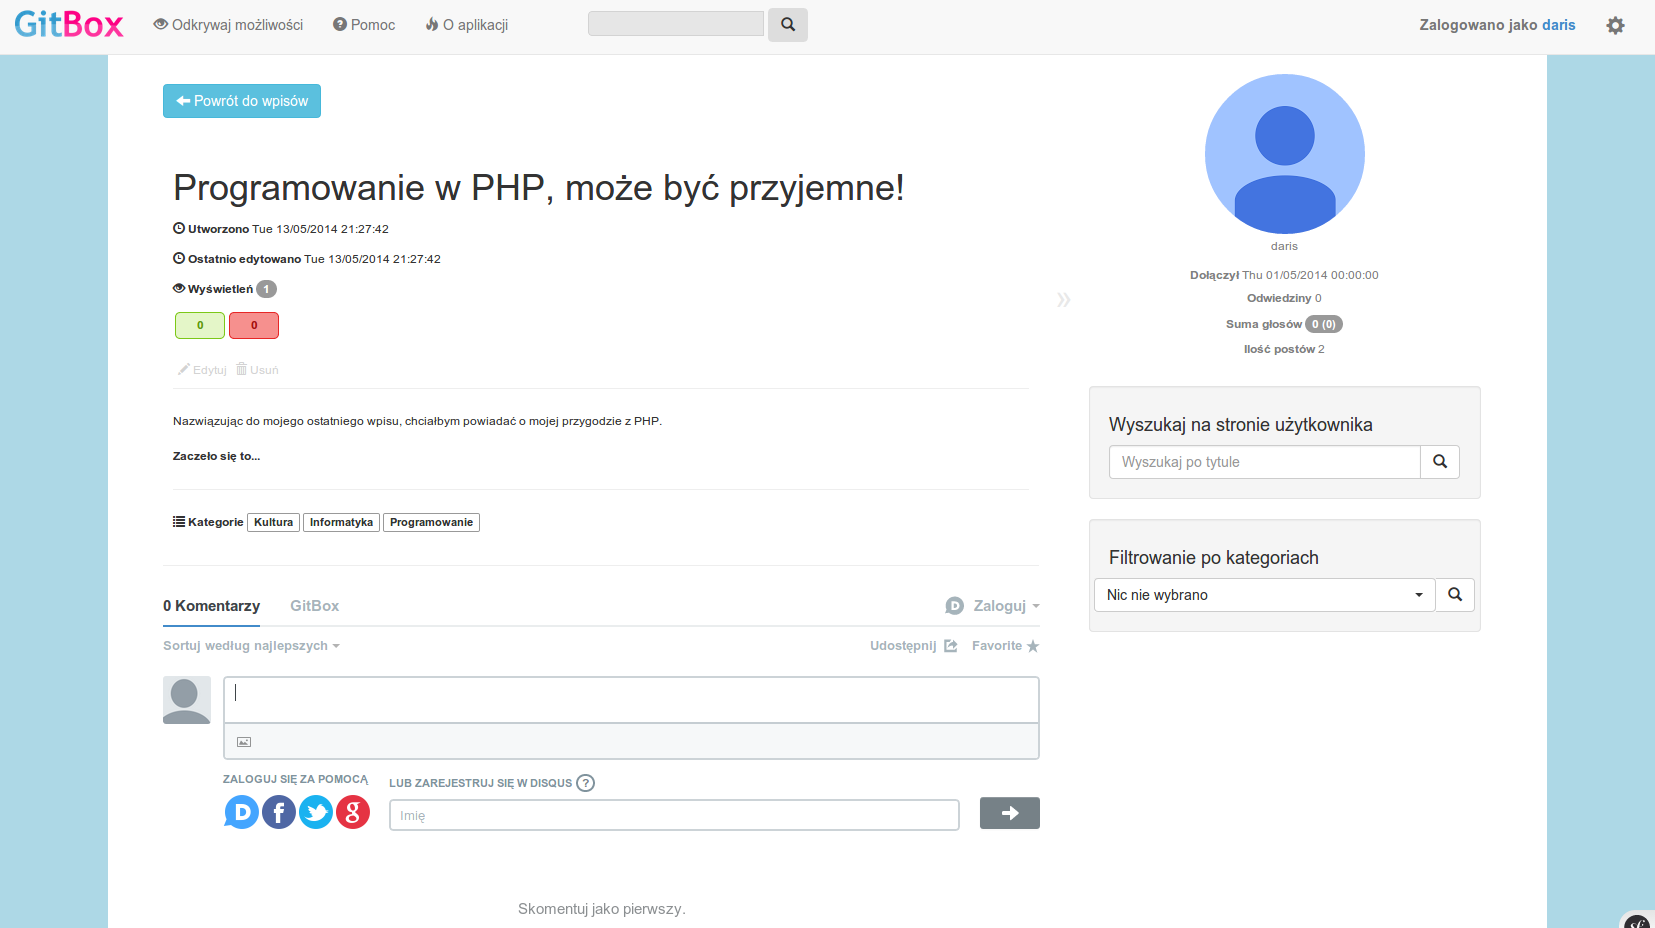 GitBox Odkrywaj możliwości Pomoc O aplikacji Zalogowano jako daris
Powrót do wpisów
Programowanie w PHP, może być przyjemne!
Utworzono Tue 13/05/2014 21:27:42
Ostatnio edytowano Tue 13/05/2014 21:27:42
Wyświetleń 1
0 0
Edytuj Usuń
Nazwiązując do mojego ostatniego wpisu, chciałbym powiadać o mojej przygodzie z PHP.
Zaczeło się to...
Kategorie Kultura Informatyka Programowanie
0 Komentarzy GitBox Zaloguj
Sortuj według najlepszych Udostępnij Favorite
ZALOGUJ SIĘ ZA POMOCĄ
LUB ZAREJESTRUJ SIĘ W DISQUS ?
D f g
Imię
Skomentuj jako pierwszy.
»
daris
Dołączył Thu 01/05/2014 00:00:00
Odwiedziny 0
Suma głosów 0 (0)
Ilość postów 2
Wyszukaj na stronie użytkownika
Wyszukaj po tytule
Filtrowanie po kategoriach
Nic nie wybrano
sf